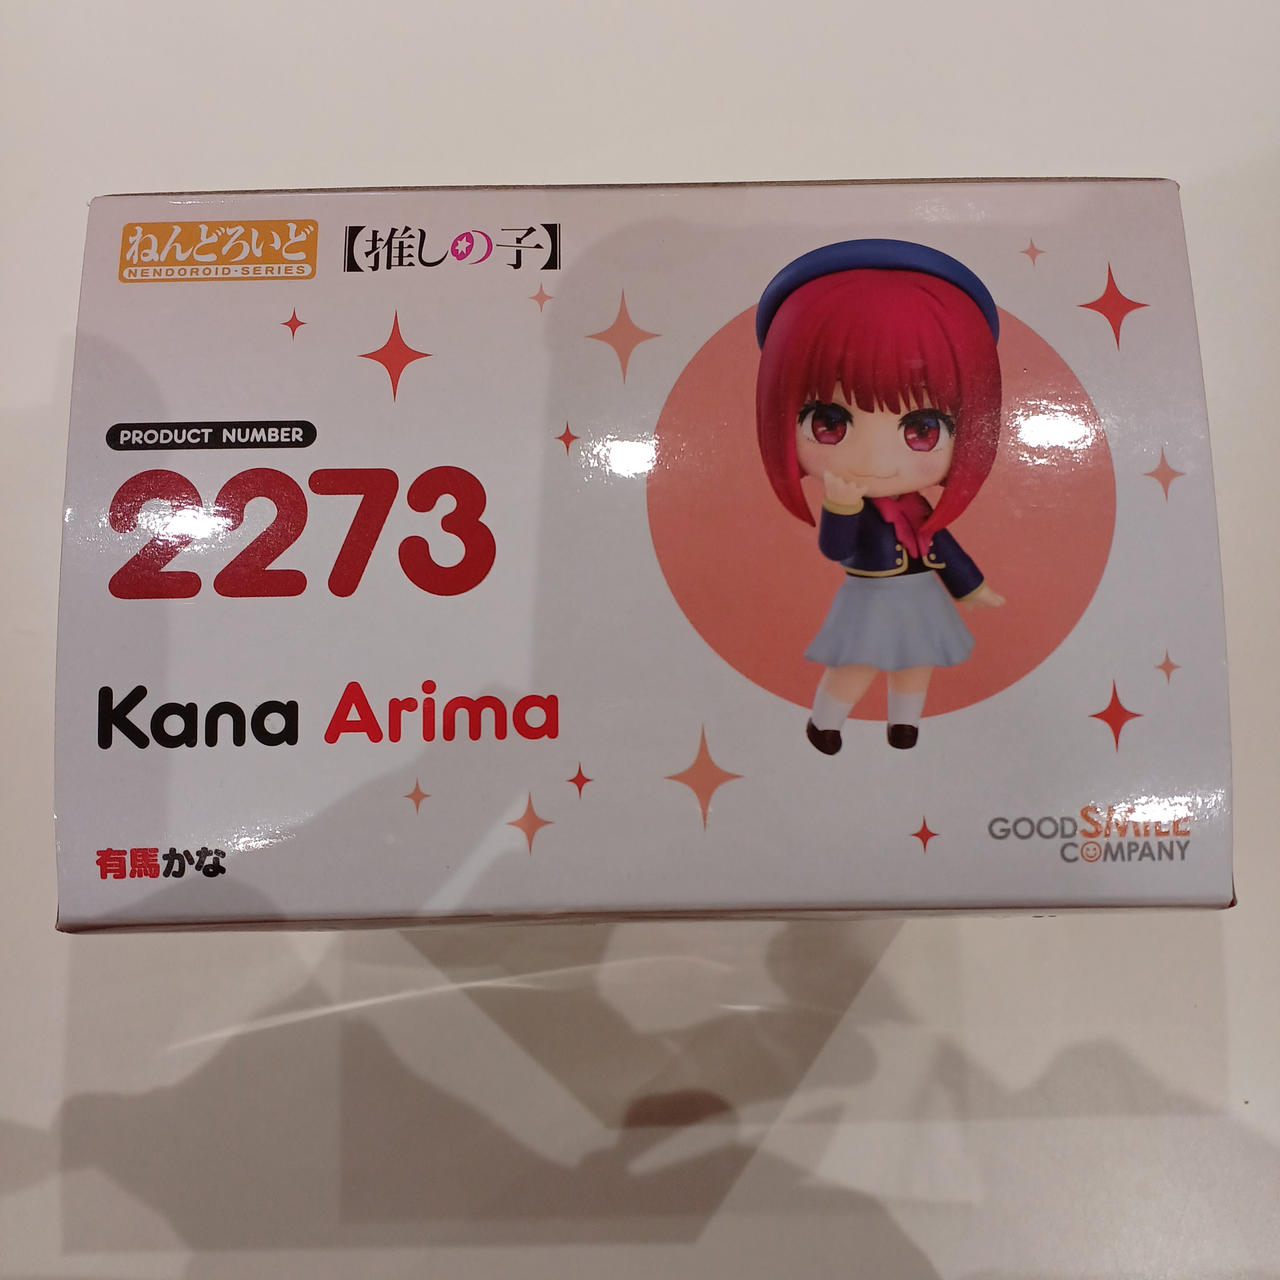 ねんどろいど
NENDOROID·SERIES
【推しの子】
PRODUCT NUMBER
2273
Kana Arima
有馬かな
GOOD SMILE
COMPANY